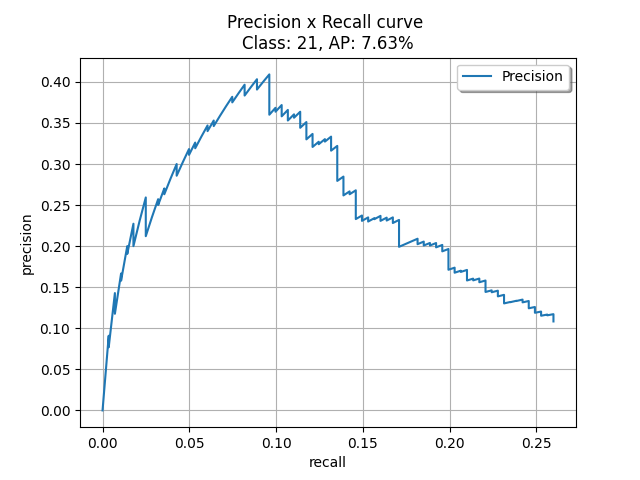 Precision x Recall curve
Class: 21, AP: 7.63%
Precision
0.40
0.35
0.30
0.25
0.20
0.15
0.10
0.05
0.00
precision
0.00 0.05 0.10 0.15 0.20 0.25
recall